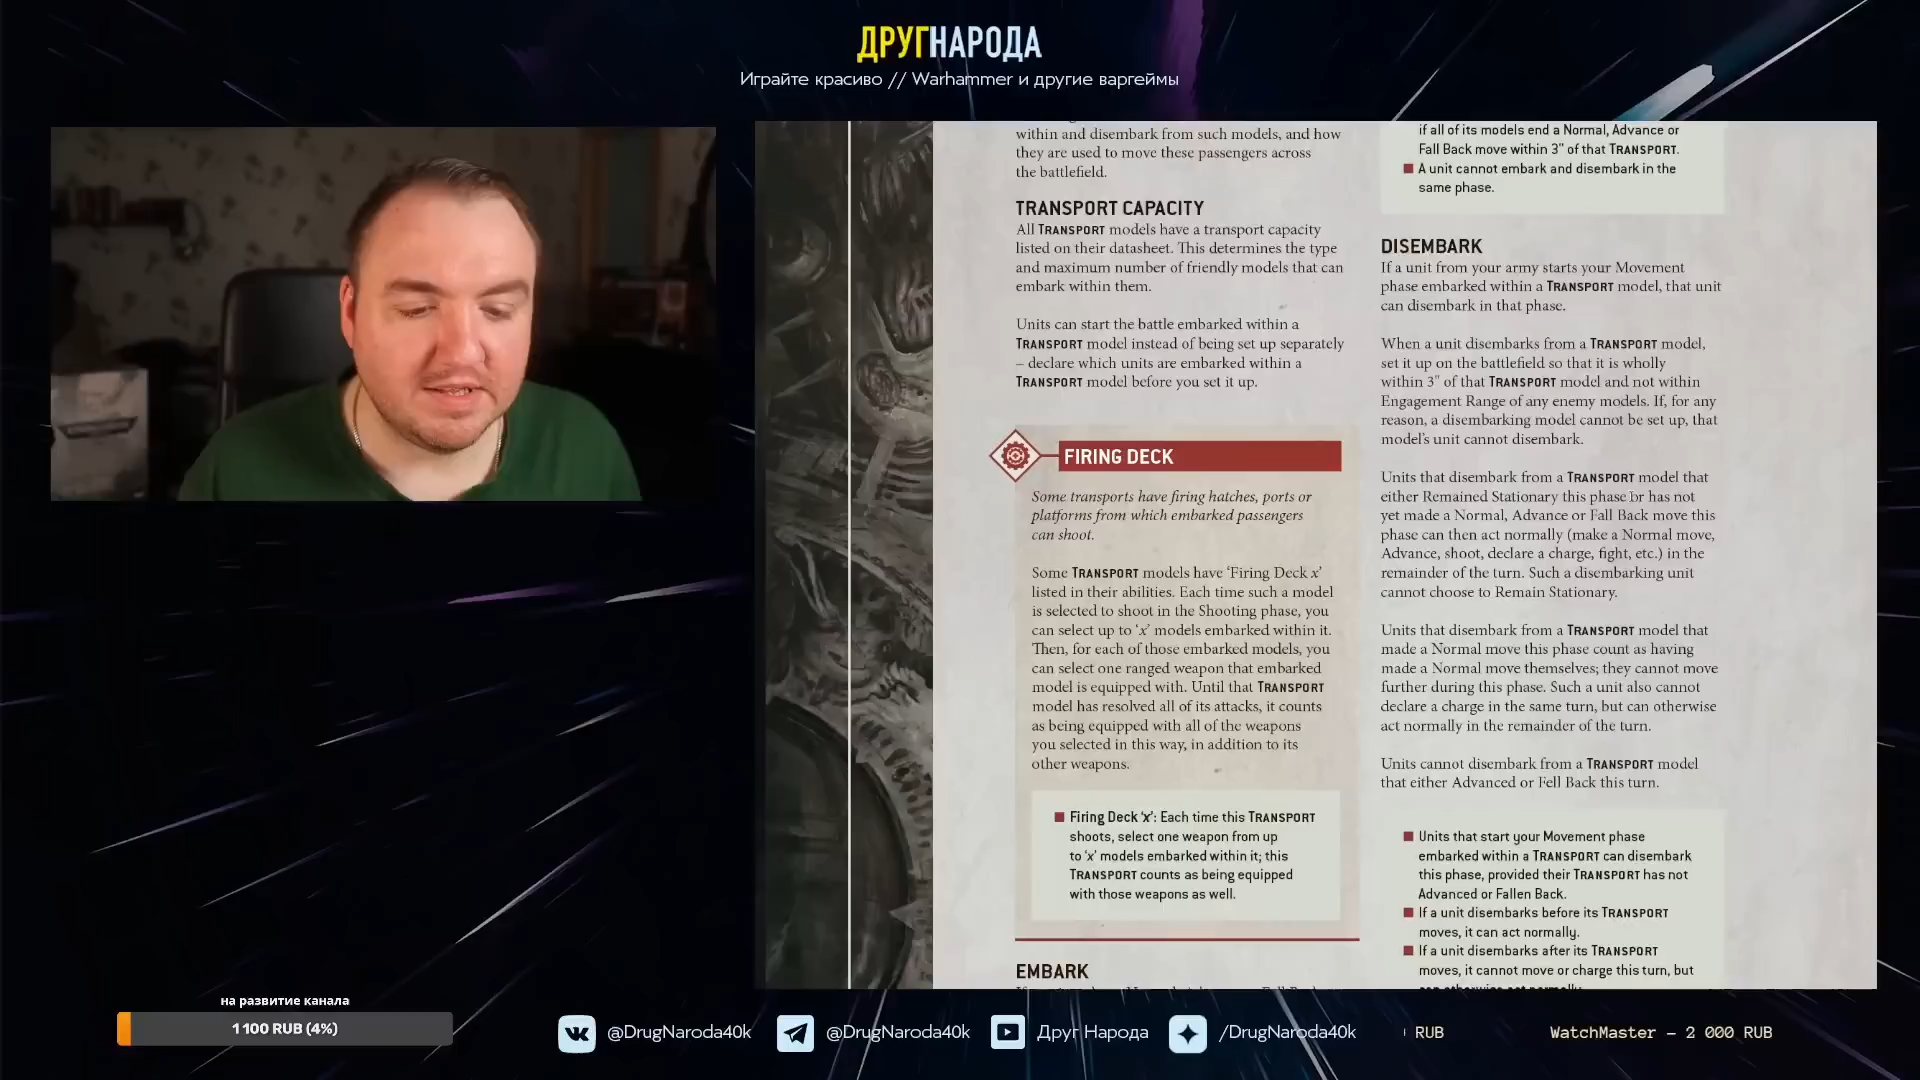 ДРУГНАРОДА
Играйте красиво // Warhammer и другие варгеймы
within and disembark from such models, and how
they are used to move these passengers across
the battlefield.
TRANSPORT CAPACITY
All TRANSPORT models have a transport capacity
listed on their datasheet. This determines the type
and maximum number of friendly models that can
embark within them.
Units can start the battle embarked within a
TRANSPORT model instead of being set up separately
– declare which units are embarked within a
TRANSPORT model before you set it up.
FIRING DECK
Some transports have firing hatches, ports or
platforms from which embarked passengers
can shoot.
Some TRANSPORT models have ‘Firing Deck x’
listed in their abilities. Each time such a model
is selected to shoot in the Shooting phase, you
can select up to ‘x’ models embarked within it.
Then, for each of those embarked models, you
can select one ranged weapon that embarked
model is equipped with. Until that TRANSPORT
model has resolved all of its attacks, it counts
as being equipped with all of the weapons
you selected in this way, in addition to its
other weapons.
■ Firing Deck ‘x’: Each time this TRANSPORT
shoots, select one weapon from up
to ‘x’ models embarked within it; this
TRANSPORT counts as being equipped
with those weapons as well.
EMBARK
if all of its models end a Normal, Advance or
Fall Back move within 3" of that TRANSPORT.
■ A unit cannot embark and disembark in the
same phase.
DISEMBARK
If a unit from your army starts your Movement
phase embarked within a TRANSPORT model, that unit
can disembark in that phase.
When a unit disembarks from a TRANSPORT model,
set it up on the battlefield so that it is wholly
within 3" of that TRANSPORT model and not within
Engagement Range of any enemy models. If, for any
reason, a disembarking model cannot be set up, that
model’s unit cannot disembark.
Units that disembark from a TRANSPORT model that
either Remained Stationary this phase or has not
yet made a Normal, Advance or Fall Back move this
phase can then act normally (make a Normal move,
Advance, shoot, declare a charge, fight, etc.) in the
remainder of the turn. Such a disembarking unit
cannot choose to Remain Stationary.
Units that disembark from a TRANSPORT model that
made a Normal move this phase count as having
made a Normal move themselves; they cannot move
further during this phase. Such a unit also cannot
declare a charge in the same turn, but can otherwise
act normally in the remainder of the turn.
Units cannot disembark from a TRANSPORT model
that either Advanced or Fell Back this turn.
■ Units that start your Movement phase
embarked within a TRANSPORT can disembark
this phase, provided their TRANSPORT has not
Advanced or Fallen Back.
■ If a unit disembarks before its TRANSPORT
moves, it can act normally.
■ If a unit disembarks after its TRANSPORT
moves, it cannot move or charge this turn, but
can otherwise act normally.
на развитие канала
1 100 RUB (4%)
@DrugNaroda40k
@DrugNaroda40k
Друг Народа
/DrugNaroda40k
RUB
WatchMaster – 2 000 RUB